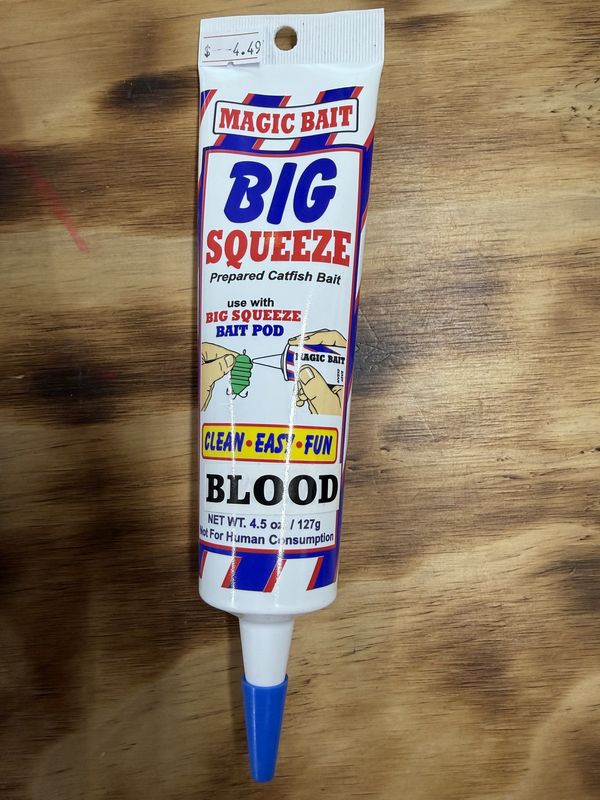 $ --4.49
MAGIC BAIT
BIG
SQUEEZE
Prepared Catfish Bait
use with
BIG SQUEEZE
BAIT POD
MAGIC BAIT
CLEAN • EASY • FUN
BLOOD
NET WT. 4.5 oz. / 127g
Not For Human Consumption